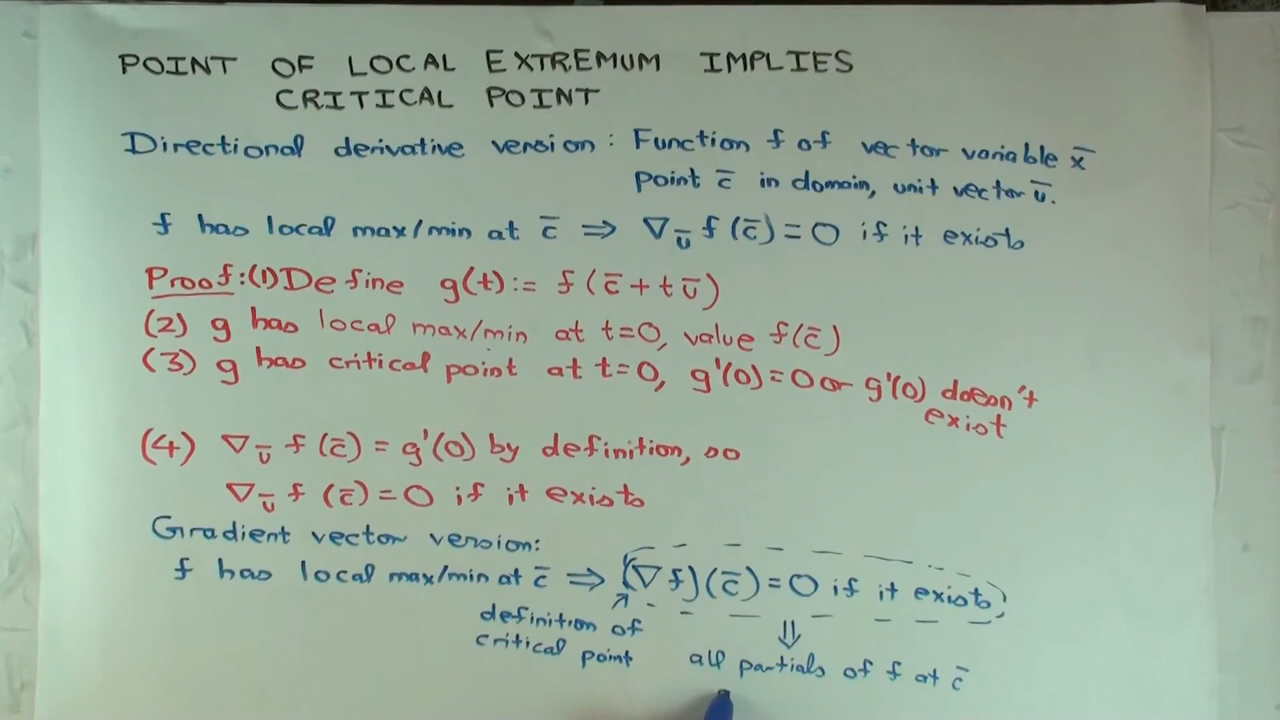 POINT OF LOCAL EXTREMUM IMPLIES
CRITICAL POINT
Directional derivative version: Function f of vector variable x̄
point c̄ in domain, unit vector ū.
f has local max/min at c̄ ⇒ ∇_ū f(c̄)=0 if it exists
Proof:(1) Define g(t):= f(c̄+tū)
(2) g has local max/min at t=0, value f(c̄)
(3) g has critical point at t=0, g'(0)=0 or g'(0) doesn't
exist
(4) ∇_ū f(c̄)=g'(0) by definition, so
∇_ū f(c̄)=0 if it exists
Gradient vector version:
f has local max/min at c̄ ⇒ (∇f)(c̄)=0 if it exists
definition of
critical point
⇓
all partials of f at c̄